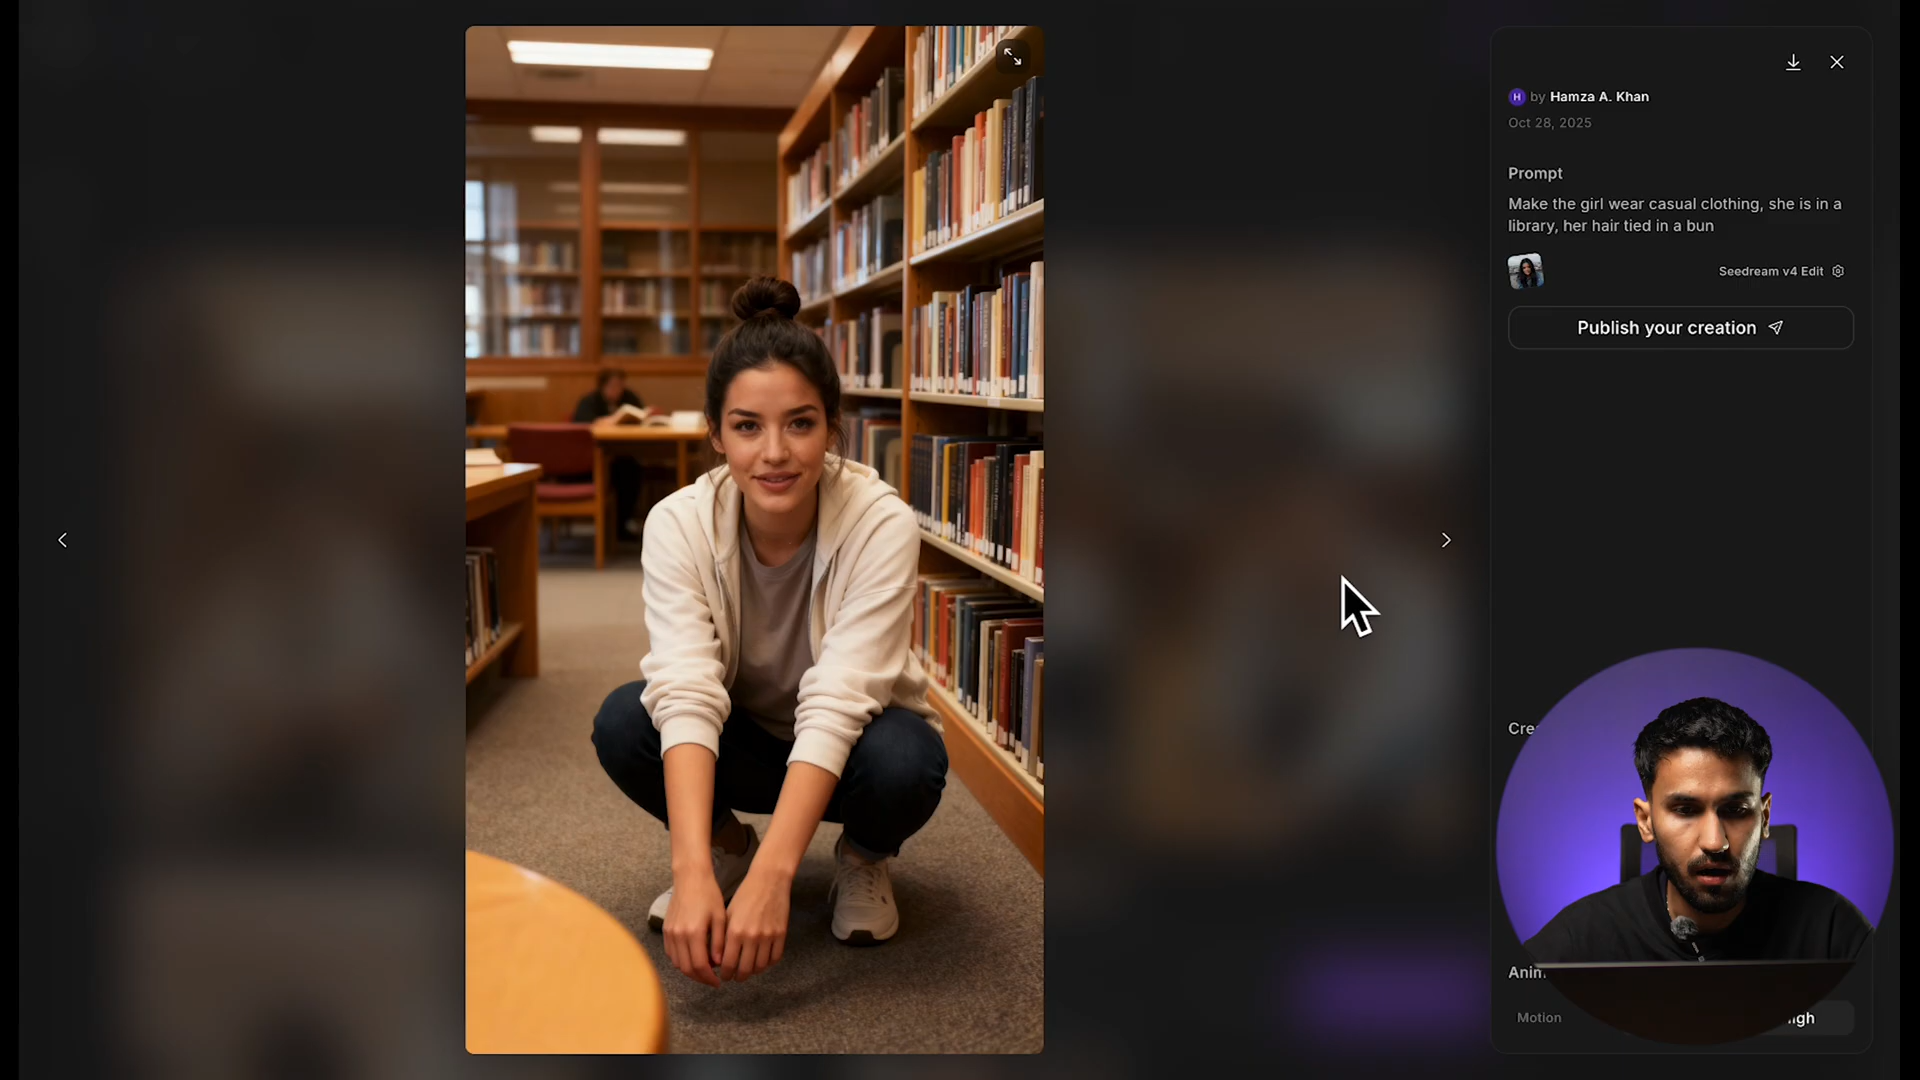 H by Hamza A. Khan
Oct 28, 2025
Prompt
Make the girl wear casual clothing, she is in a
library, her hair tied in a bun
Seedream v4 Edit
Publish your creation
Motion